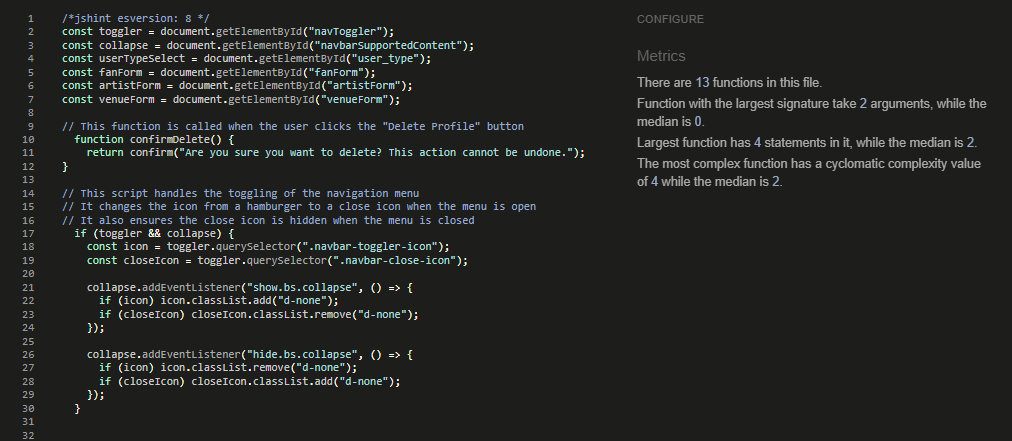 1 /*jshint esversion: 8 */
2 const toggler = document.getElementById("navToggler");
3 const collapse = document.getElementById("navbarSupportedContent");
4 const userTypeSelect = document.getElementById("user_type");
5 const fanForm = document.getElementById("fanForm");
6 const artistForm = document.getElementById("artistForm");
7 const venueForm = document.getElementById("venueForm");
8
9 // This function is called when the user clicks the "Delete Profile" button
10 function confirmDelete() {
11 return confirm("Are you sure you want to delete? This action cannot be undone.");
12 }
13
14 // This script handles the toggling of the navigation menu
15 // It changes the icon from a hamburger to a close icon when the menu is open
16 // It also ensures the close icon is hidden when the menu is closed
17 if (toggler && collapse) {
18 const icon = toggler.querySelector(".navbar-toggler-icon");
19 const closeIcon = toggler.querySelector(".navbar-close-icon");
20
21 collapse.addEventListener("show.bs.collapse", () => {
22 if (icon) icon.classList.add("d-none");
23 if (closeIcon) closeIcon.classList.remove("d-none");
24 });
25
26 collapse.addEventListener("hide.bs.collapse", () => {
27 if (icon) icon.classList.remove("d-none");
28 if (closeIcon) closeIcon.classList.add("d-none");
29 });
30 }
31
32
CONFIGURE
Metrics
There are 13 functions in this file.
Function with the largest signature take 2 arguments, while the
median is 0.
Largest function has 4 statements in it, while the median is 2.
The most complex function has a cyclomatic complexity value
of 4 while the median is 2.